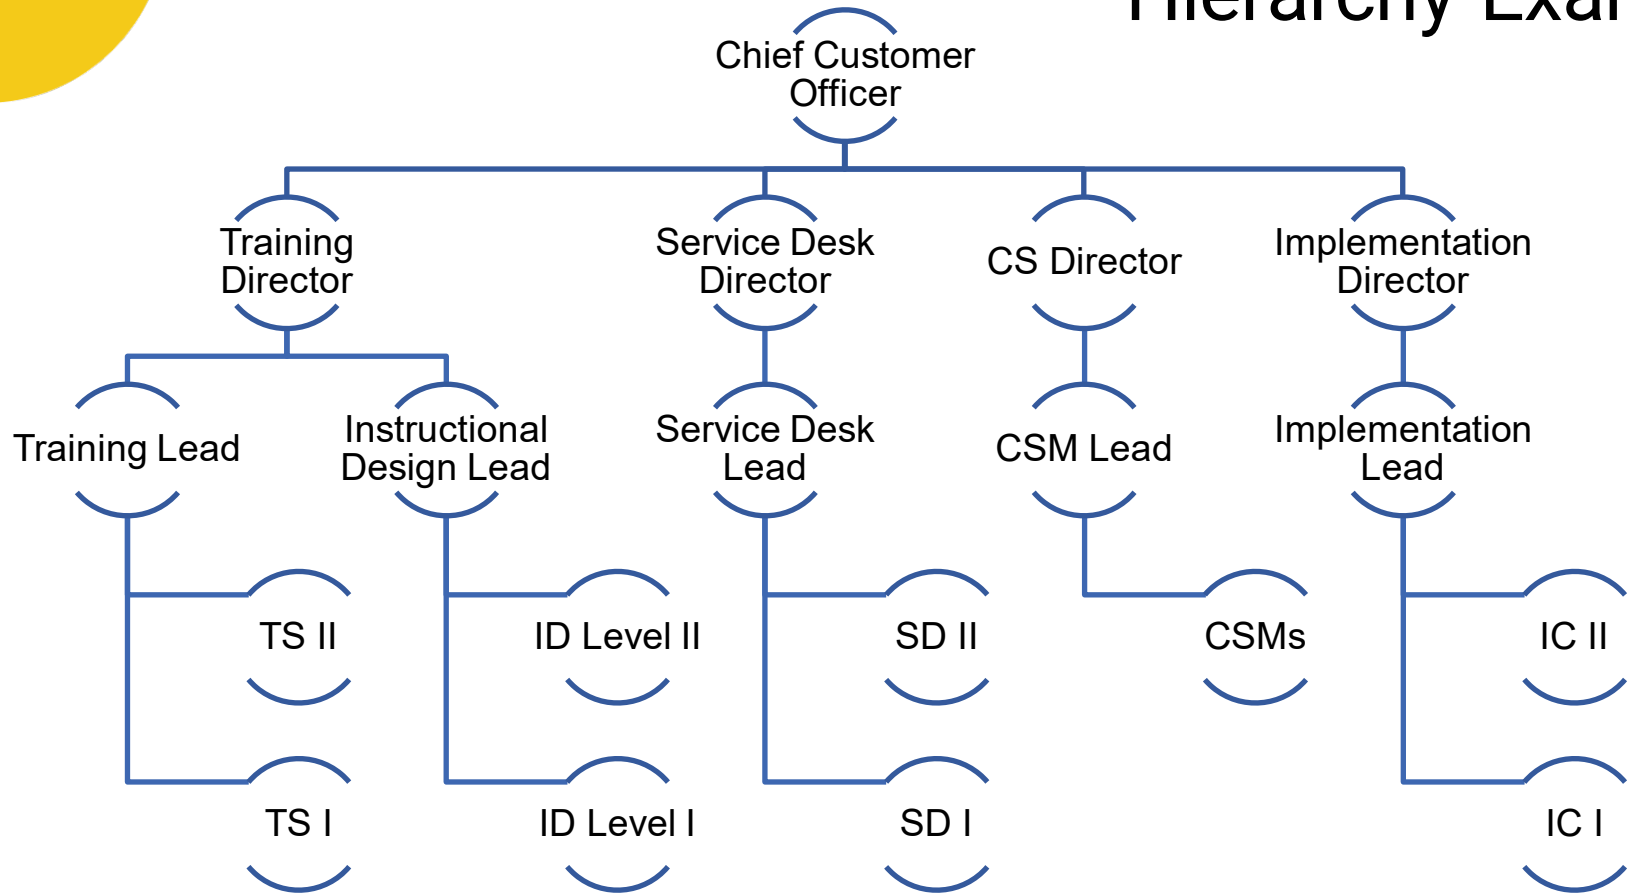 Hierarchy
Chief Customer
Officer
Training
Director
Service Desk
Director
CS Director
Implementation
Director
Training Lead
Instructional
Design Lead
Service Desk
Lead
CSM Lead
Implementation
Lead
TS II
ID Level II
SD II
CSMs
IC II
TS I
ID Level I
SD I
IC I